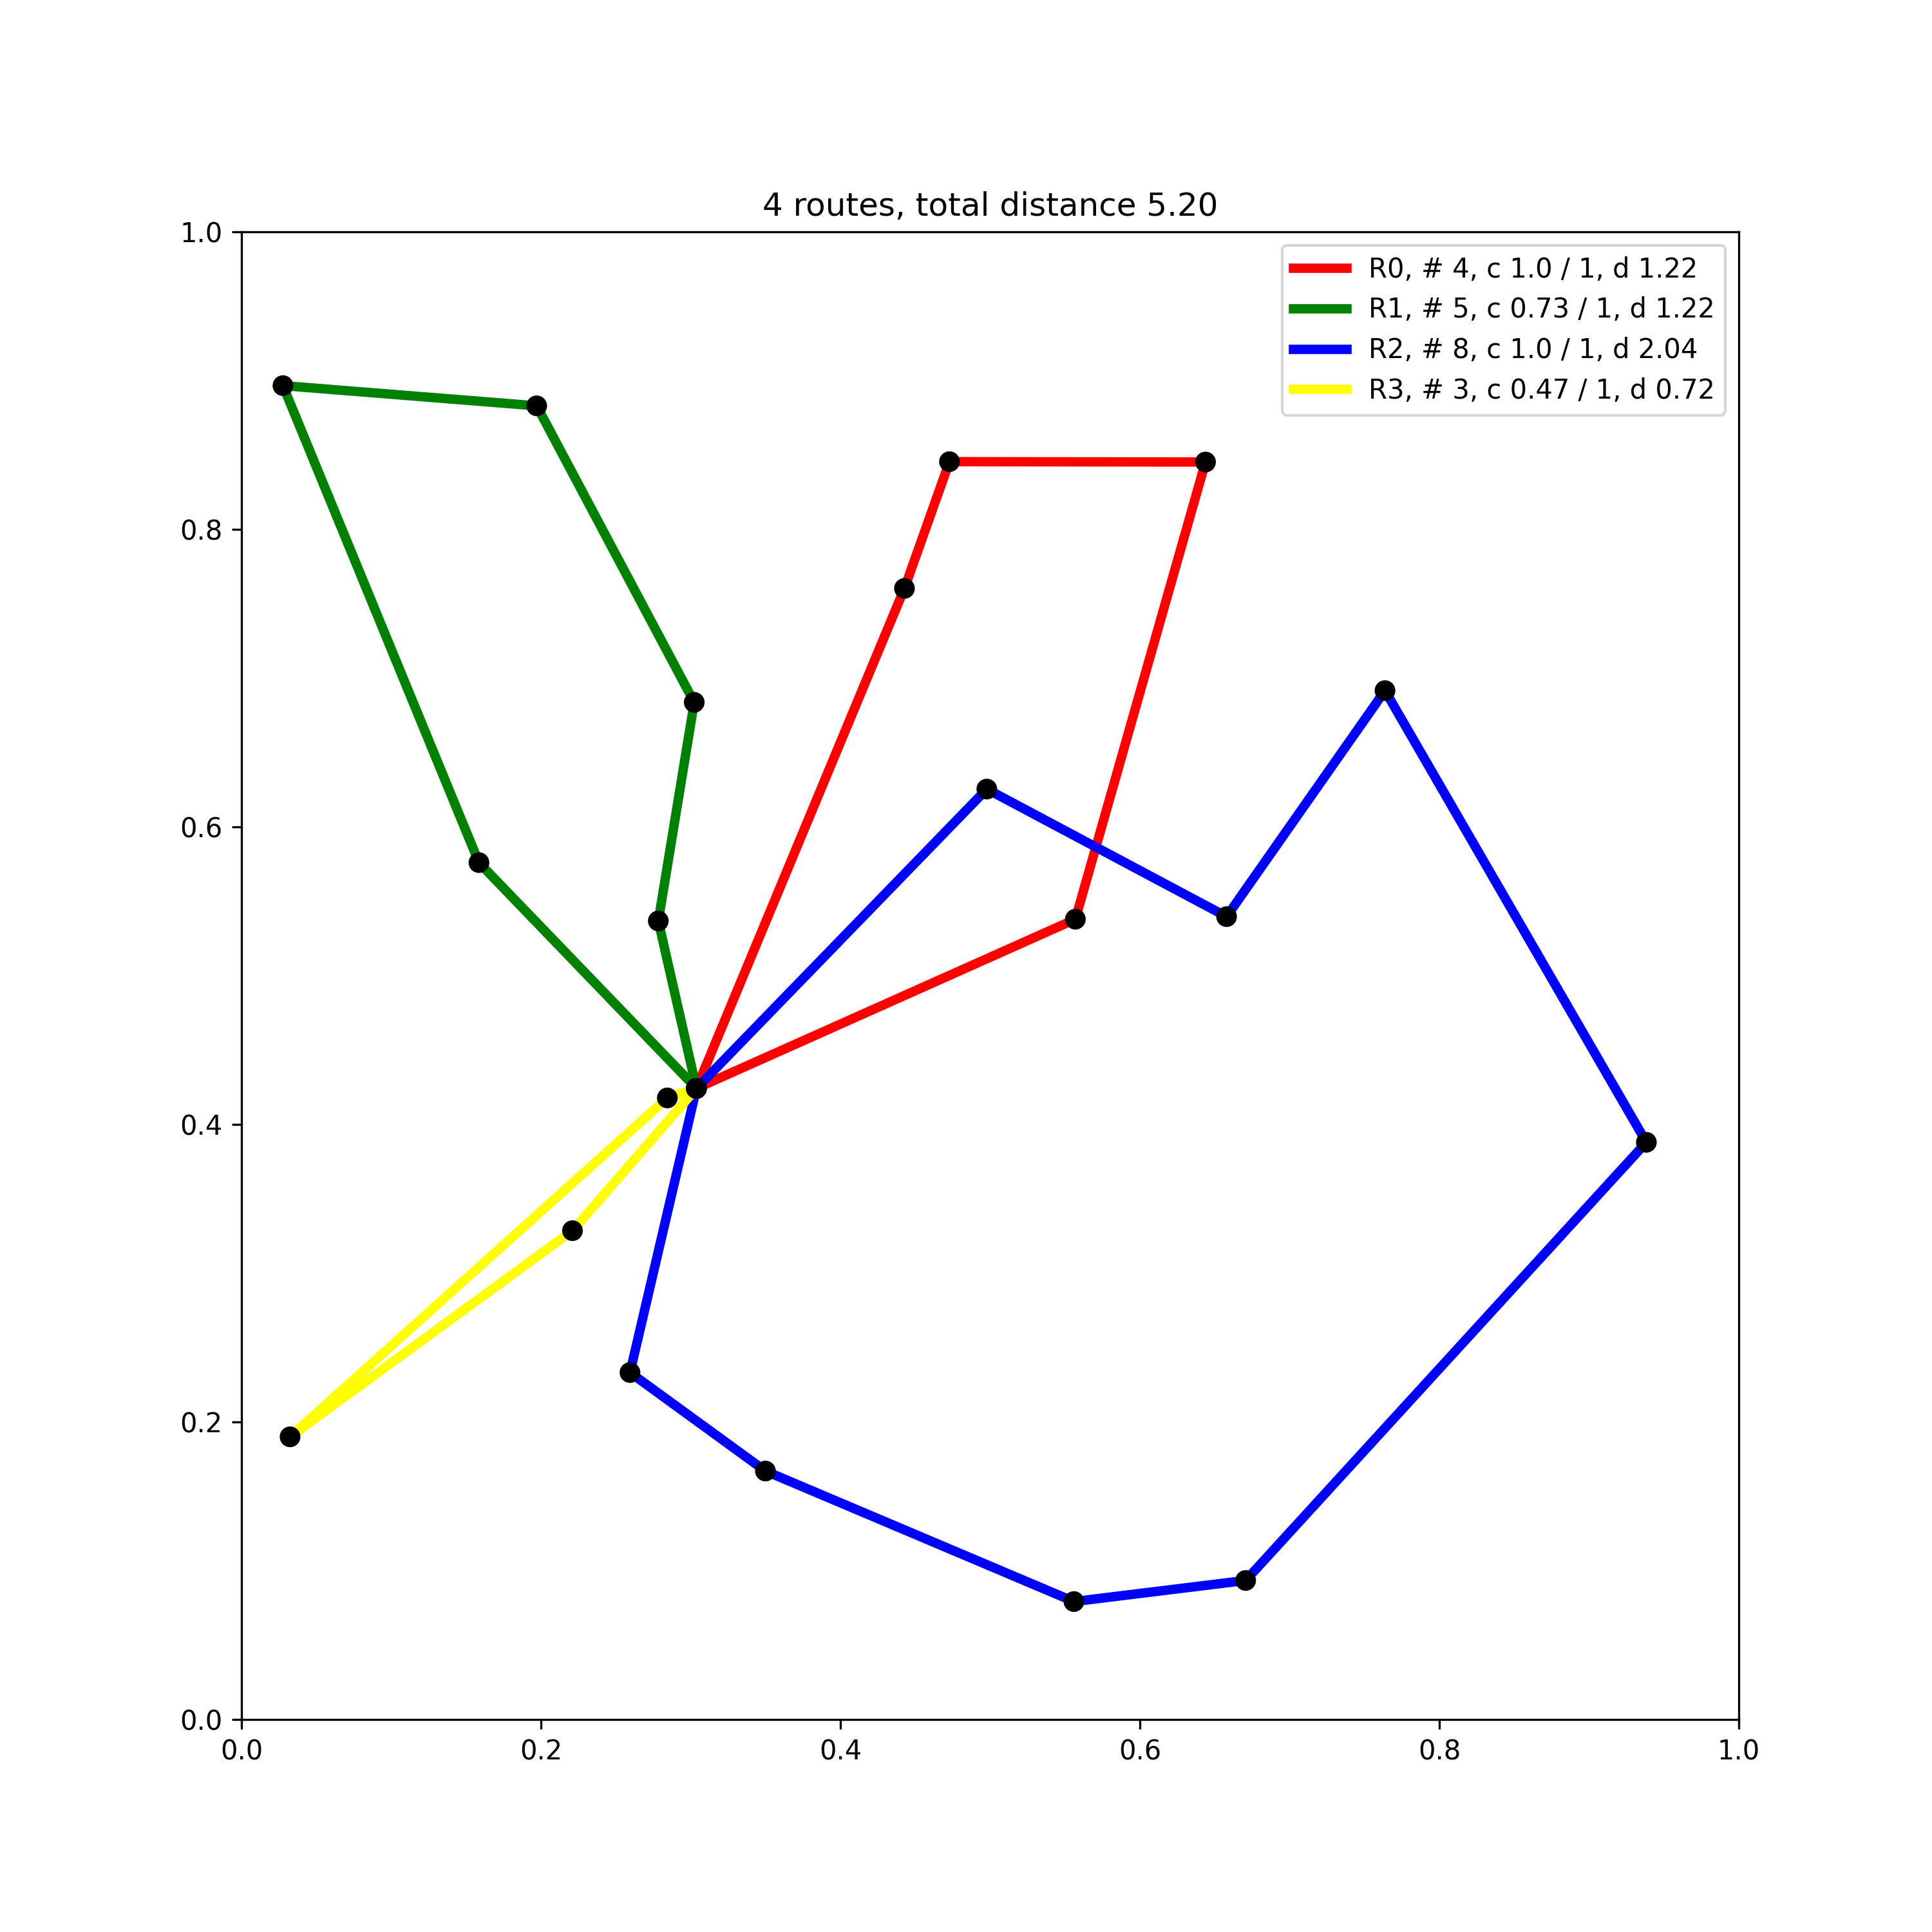 4 routes, total distance 5.20
R0, # 4, c 1.0 / 1, d 1.22
R1, # 5, c 0.73 / 1, d 1.22
R2, # 8, c 1.0 / 1, d 2.04
R3, # 3, c 0.47 / 1, d 0.72
1.0
0.8
0.6
0.4
0.2
0.0
0.0 0.2 0.4 0.6 0.8 1.0